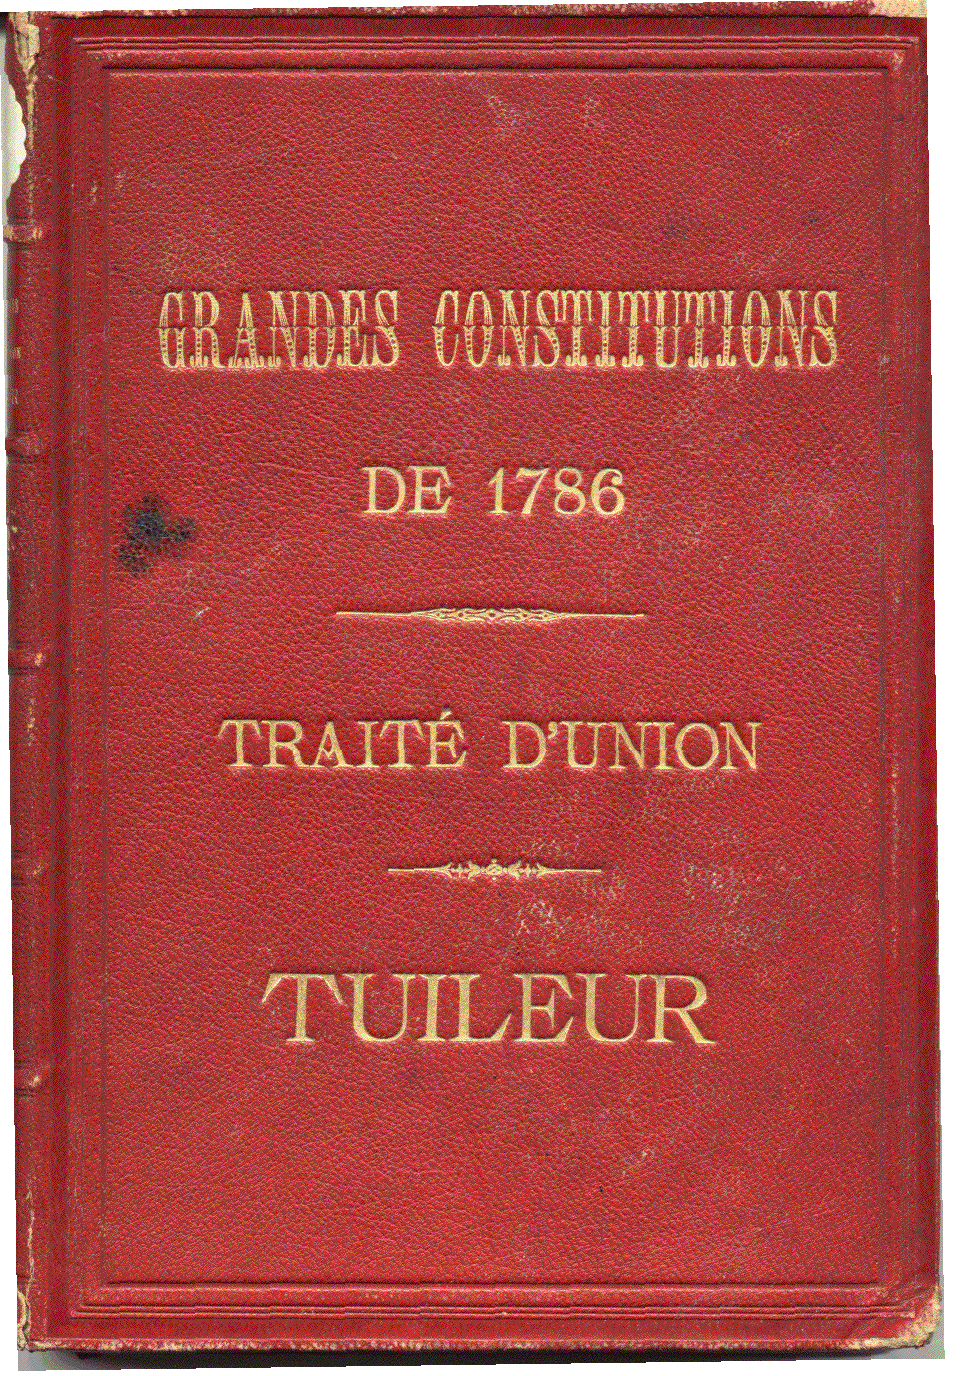 GRANDES CONSTITUTIONS
DE 1786
TRAITÉ D'UNION
TUILEUR